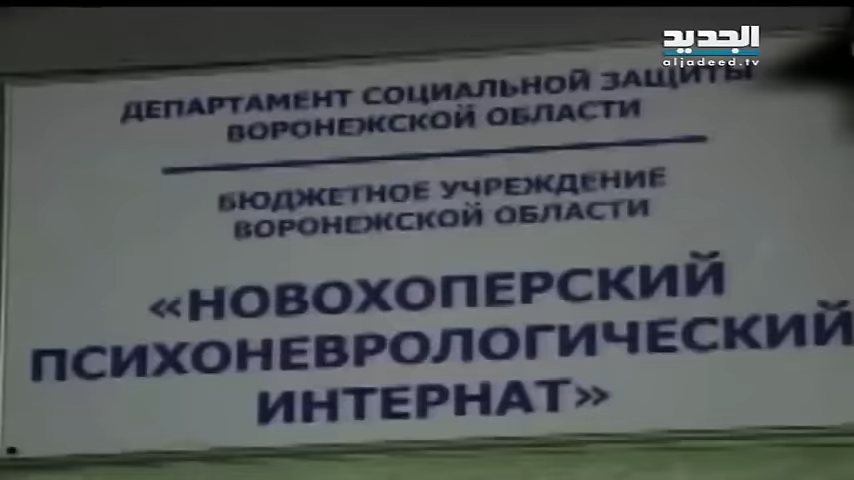 الجديد
aljadeed.tv
ДЕПАРТАМЕНТ СОЦИАЛЬНОЙ ЗАЩИТЫ
ВОРОНЕЖСКОЙ ОБЛАСТИ
БЮДЖЕТНОЕ УЧРЕЖДЕНИЕ
ВОРОНЕЖСКОЙ ОБЛАСТИ
«НОВОХОПЕРСКИЙ
ПСИХОНЕВРОЛОГИЧЕСКИЙ
ИНТЕРНАТ»